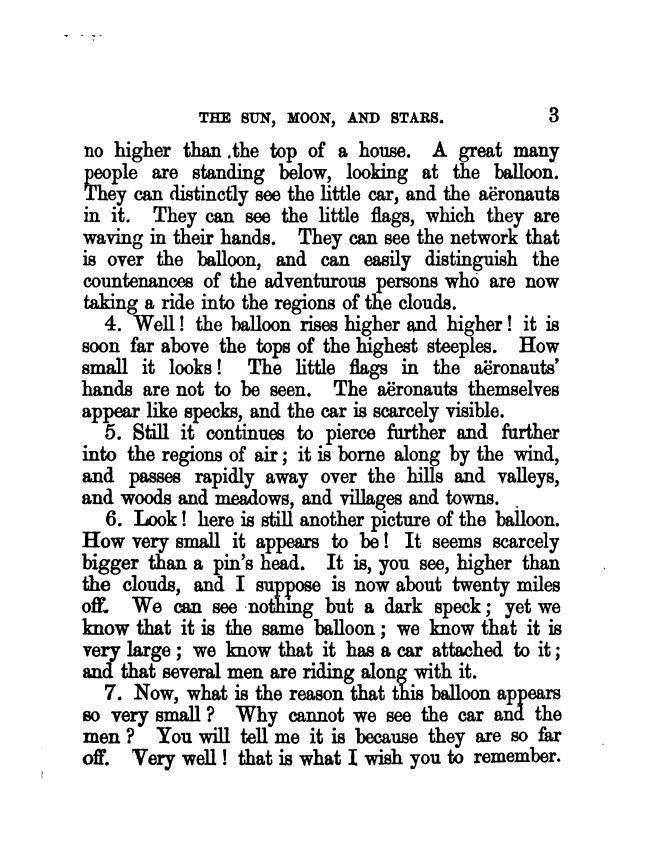 THE SUN, MOON, AND STARS. 3
no higher than .the top of a house. A great many
people are standing below, looking at the balloon.
They can distinctly see the little car, and the aëronauts
in it. They can see the little flags, which they are
waving in their hands. They can see the network that
is over the balloon, and can easily distinguish the
countenances of the adventurous persons who are now
taking a ride into the regions of the clouds.
4. Well! the balloon rises higher and higher! it is
soon far above the tops of the highest steeples. How
small it looks! The little flags in the aëronauts'
hands are not to be seen. The aëronauts themselves
appear like specks, and the car is scarcely visible.
5. Still it continues to pierce further and further
into the regions of air; it is borne along by the wind,
and passes rapidly away over the hills and valleys,
and woods and meadows, and villages and towns.
6. Look! here is still another picture of the balloon.
How very small it appears to be! It seems scarcely
bigger than a pin's head. It is, you see, higher than
the clouds, and I suppose is now about twenty miles
off. We can see nothing but a dark speck; yet we
know that it is the same balloon; we know that it is
very large; we know that it has a car attached to it;
and that several men are riding along with it.
7. Now, what is the reason that this balloon appears
so very small? Why cannot we see the car and the
men? You will tell me it is because they are so far
off. Very well! that is what I wish you to remember.